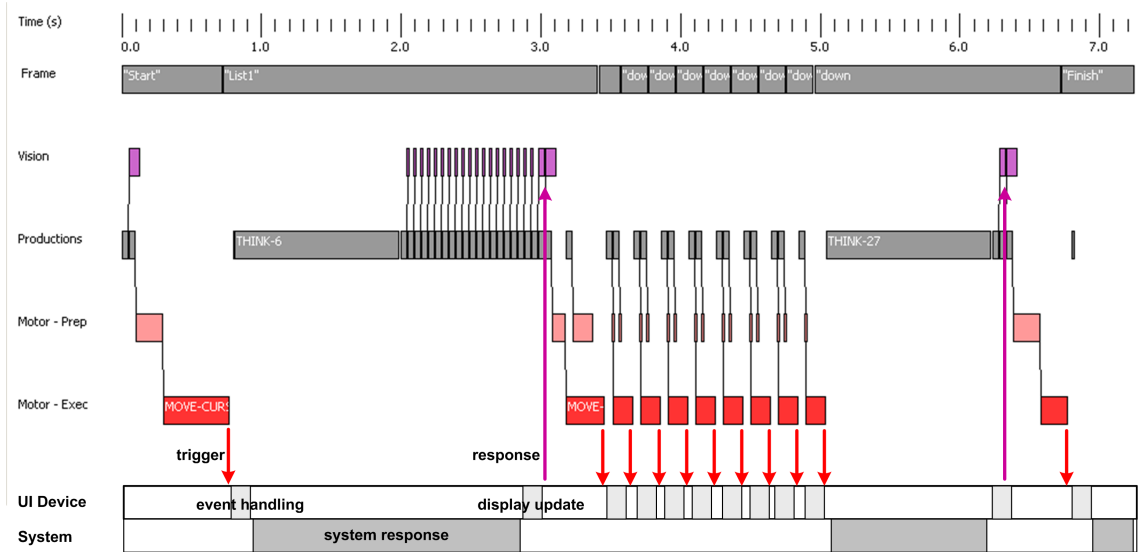 Time (s)
0.0 1.0 2.0 3.0 4.0 5.0 6.0 7.0
Frame "Start" "List1" "dow "dow "dow "dow "dow "dow "dow "down "Finish"
Vision
Productions THINK-6 THINK-27
Motor - Prep
Motor - Exec MOVE-CURS MOVE-
trigger response
UI Device event handling display update
System system response